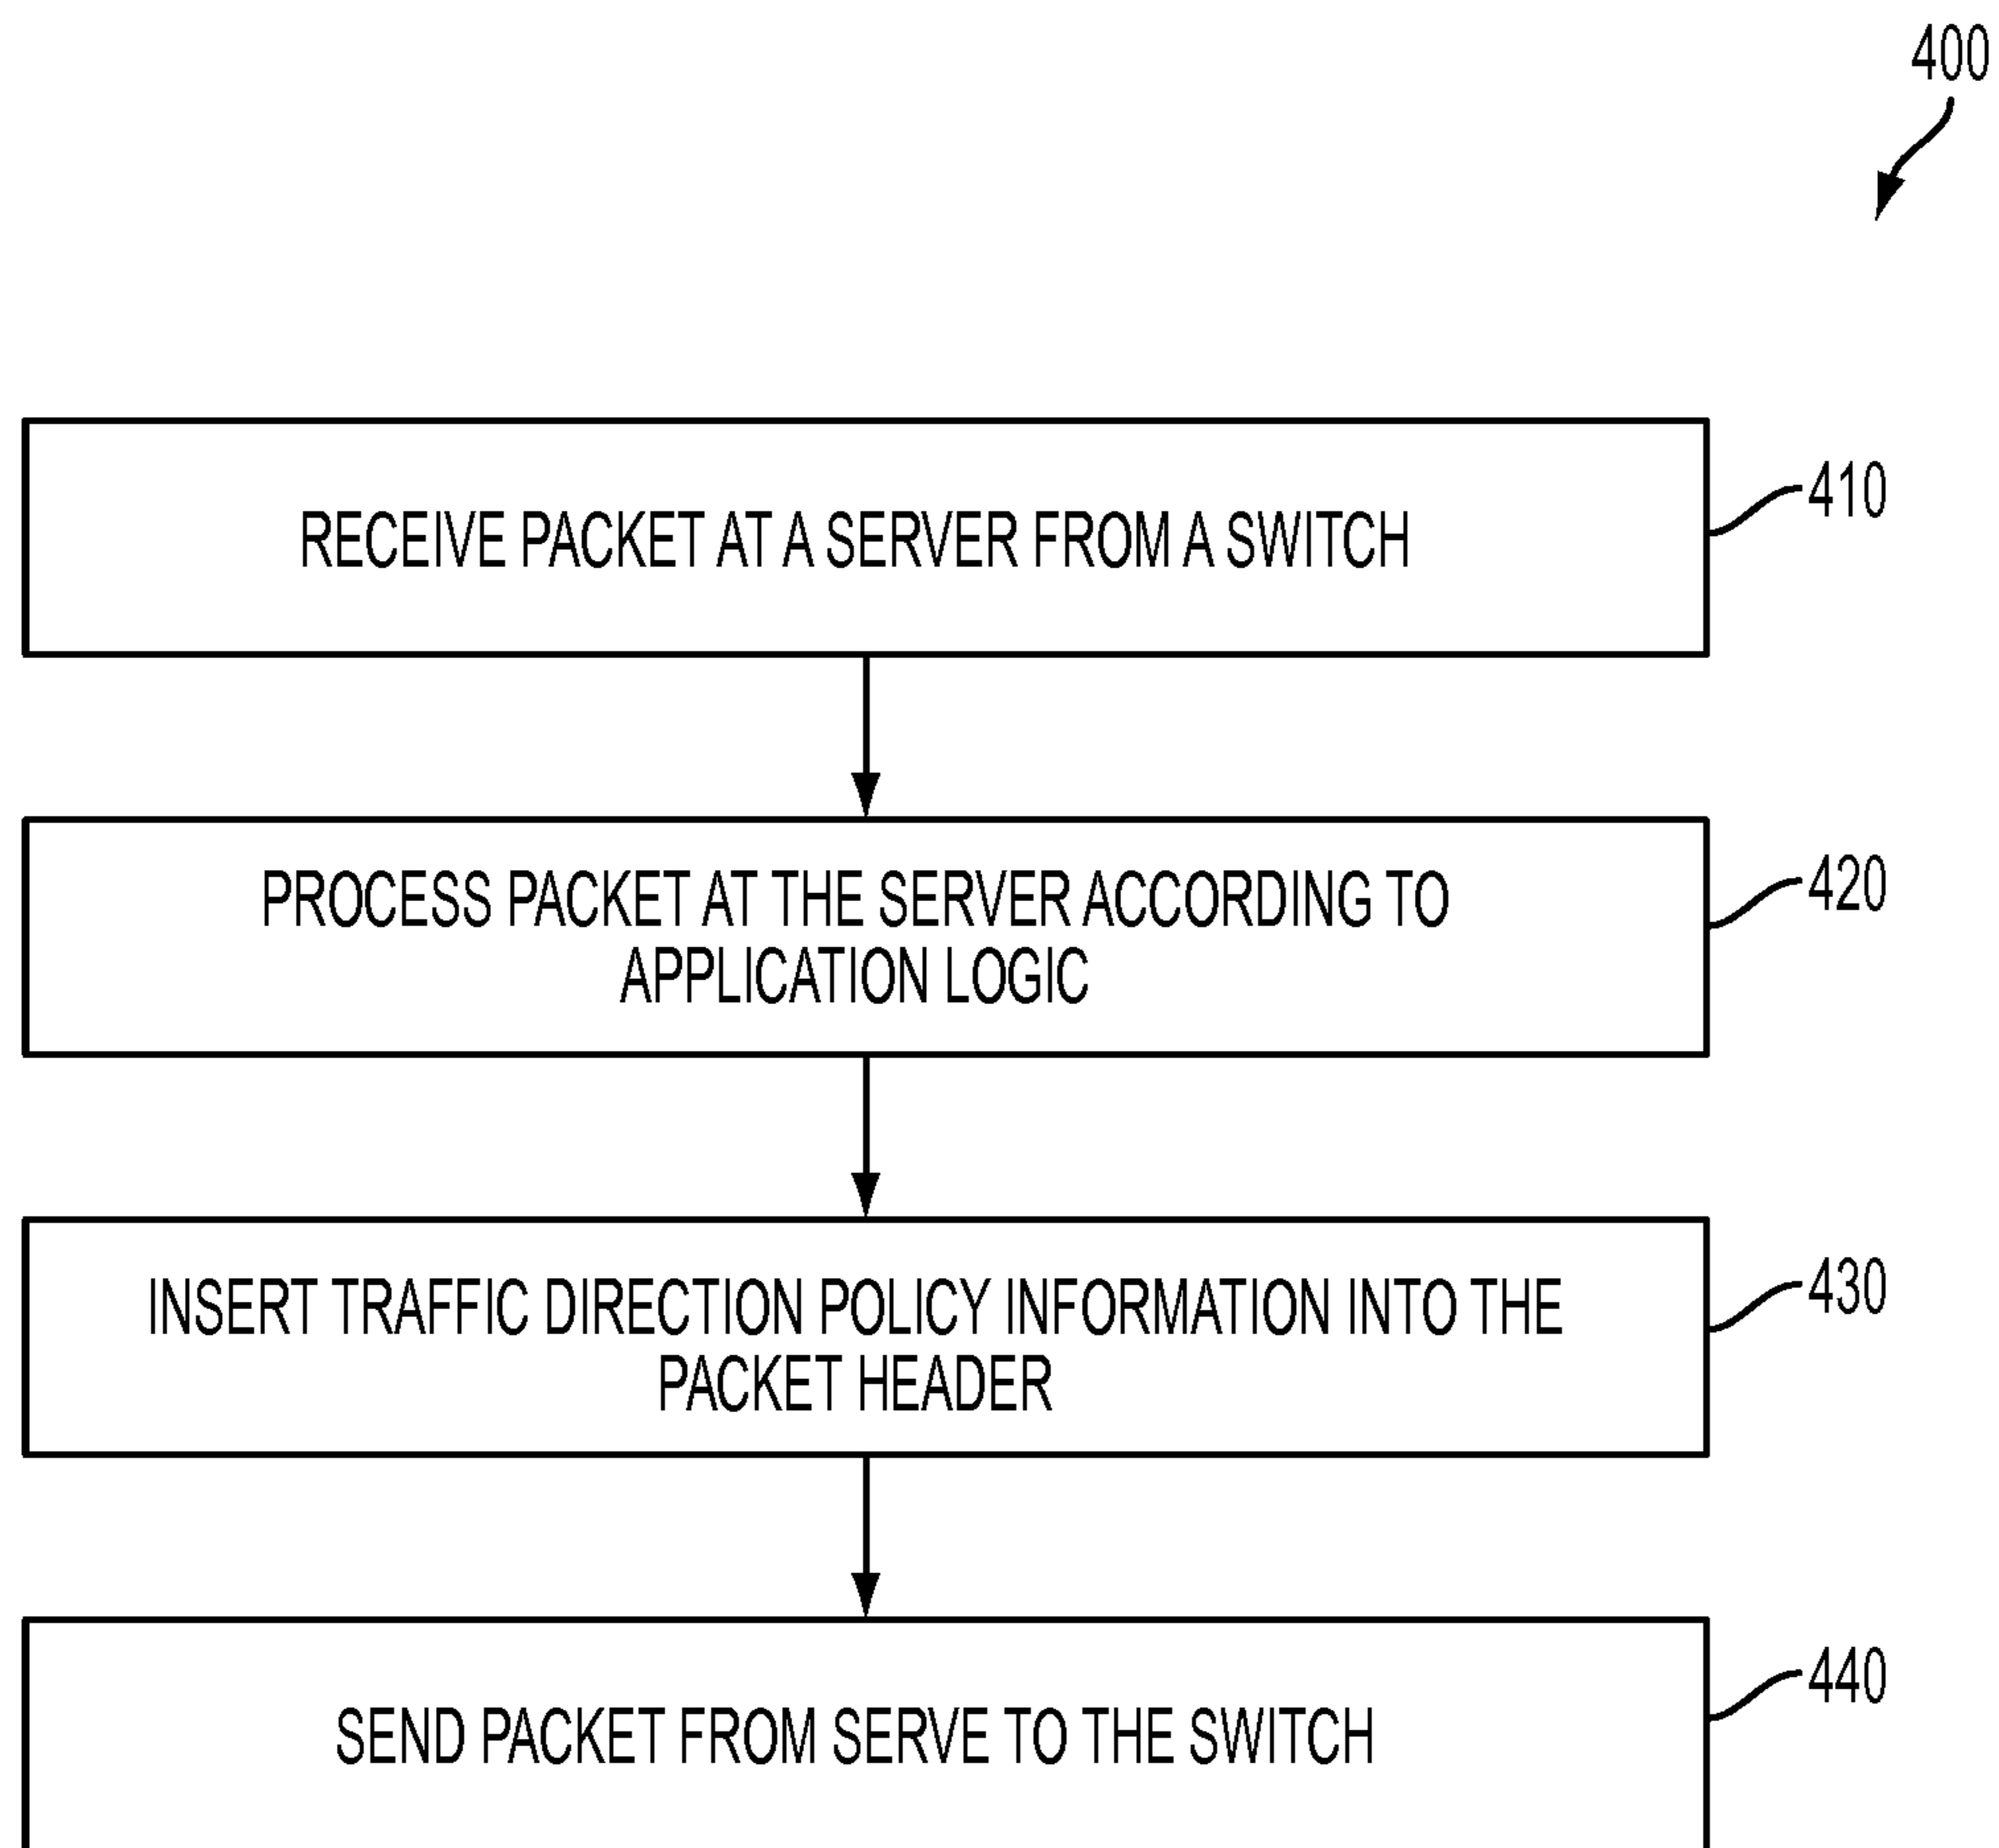 400
RECEIVE PACKET AT A SERVER FROM A SWITCH
410
PROCESS PACKET AT THE SERVER ACCORDING TO
APPLICATION LOGIC
420
INSERT TRAFFIC DIRECTION POLICY INFORMATION INTO THE
PACKET HEADER
430
SEND PACKET FROM SERVE TO THE SWITCH
440